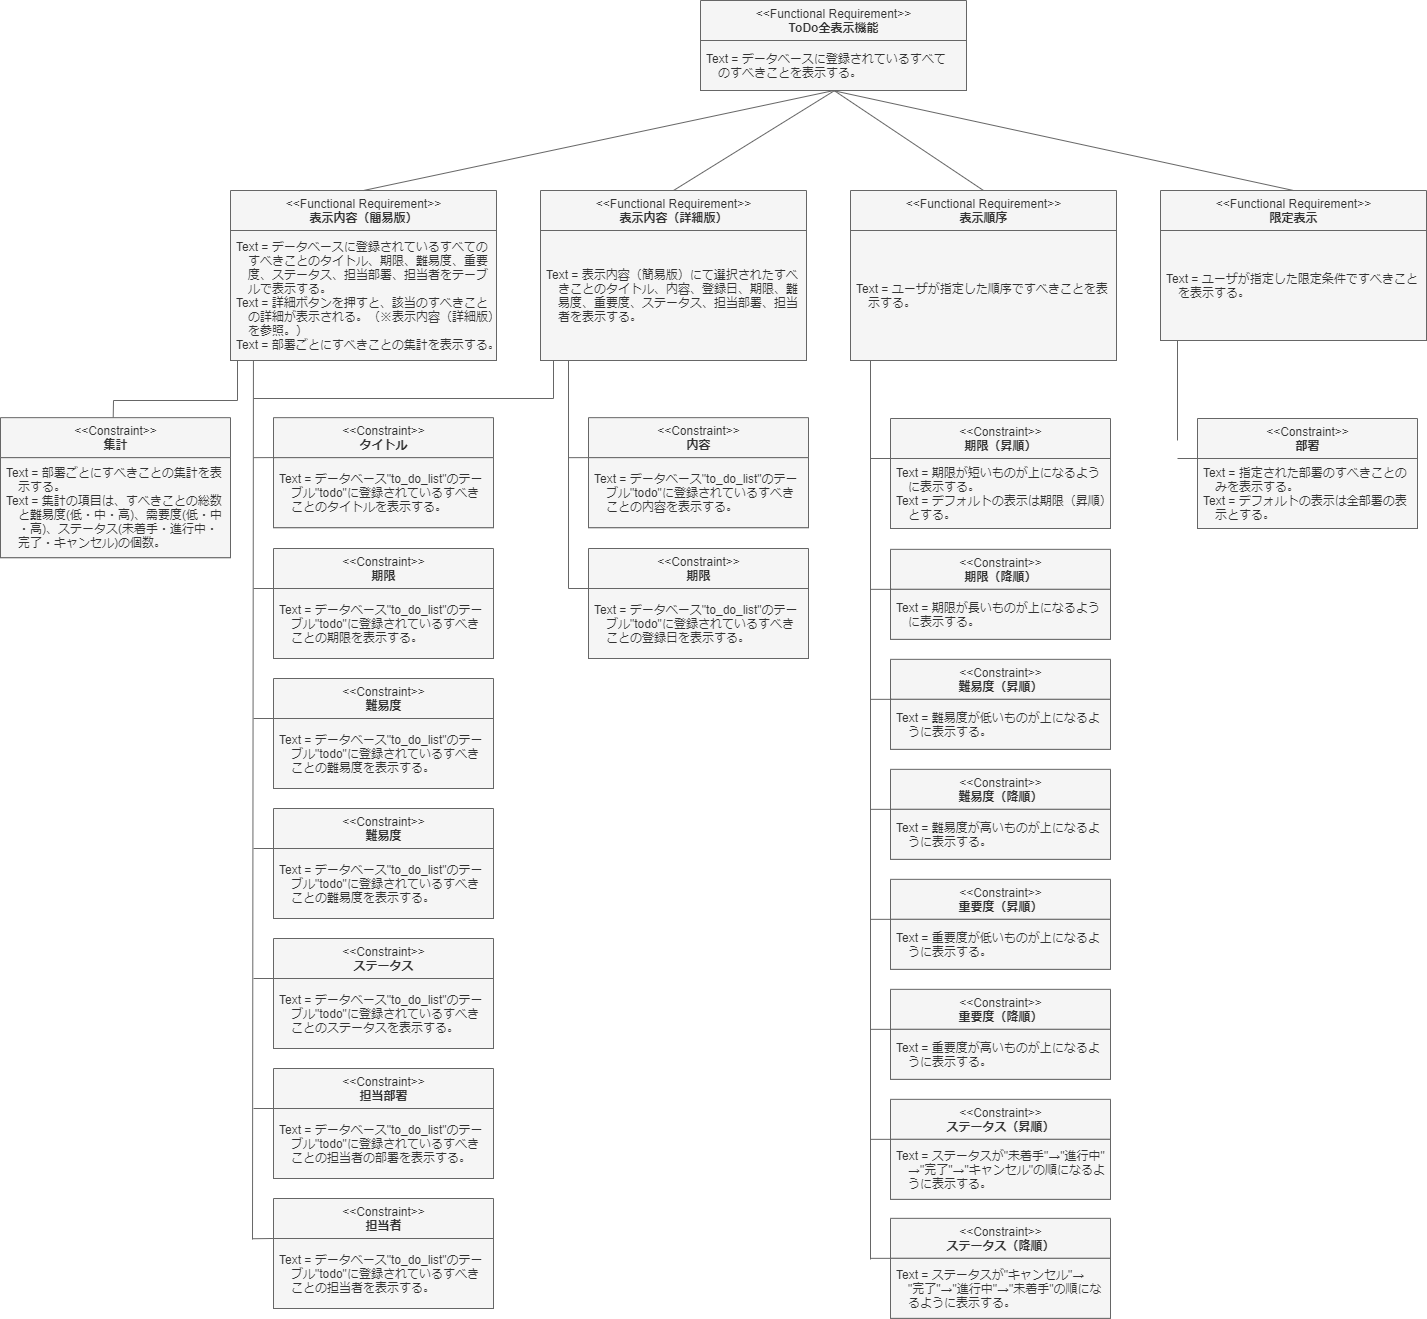 <<Functional Requirement>>
ToDo全表示機能
Text = データベースに登録されているすべて
のすべきことを表示する。
<<Functional Requirement>>
表示内容（簡易版）
Text = データベースに登録されているすべての
すべきことのタイトル、期限、難易度、重要
度、ステータス、担当部署、担当者をテーブ
ルで表示する。
Text = 詳細ボタンを押すと、該当のすべきこと
の詳細が表示される。（※表示内容（詳細版）
を参照。）
Text = 部署ごとにすべきことの集計を表示する。
<<Functional Requirement>>
表示内容（詳細版）
Text = 表示内容（簡易版）にて選択されたすべ
きことのタイトル、内容、登録日、期限、難
易度、重要度、ステータス、担当部署、担当
者を表示する。
<<Functional Requirement>>
表示順序
Text = ユーザが指定した順序ですべきことを表
示する。
<<Functional Requirement>>
限定表示
Text = ユーザが指定した限定条件ですべきこと
を表示する。
<<Constraint>>
集計
Text = 部署ごとにすべきことの集計を表
示する。
Text = 集計の項目は、すべきことの総数
と難易度(低・中・高)、需要度(低・中
・高)、ステータス(未着手・進行中・
完了・キャンセル)の個数。
<<Constraint>>
タイトル
Text = データベース"to_do_list"のテー
ブル"todo"に登録されているすべき
ことのタイトルを表示する。
<<Constraint>>
期限
Text = データベース"to_do_list"のテー
ブル"todo"に登録されているすべき
ことの期限を表示する。
<<Constraint>>
難易度
Text = データベース"to_do_list"のテー
ブル"todo"に登録されているすべき
ことの難易度を表示する。
<<Constraint>>
難易度
Text = データベース"to_do_list"のテー
ブル"todo"に登録されているすべき
ことの難易度を表示する。
<<Constraint>>
ステータス
Text = データベース"to_do_list"のテー
ブル"todo"に登録されているすべき
ことのステータスを表示する。
<<Constraint>>
担当部署
Text = データベース"to_do_list"のテー
ブル"todo"に登録されているすべき
ことの担当者の部署を表示する。
<<Constraint>>
担当者
Text = データベース"to_do_list"のテー
ブル"todo"に登録されているすべき
ことの担当者を表示する。
<<Constraint>>
内容
Text = データベース"to_do_list"のテー
ブル"todo"に登録されているすべき
ことの内容を表示する。
<<Constraint>>
期限
Text = データベース"to_do_list"のテー
ブル"todo"に登録されているすべき
ことの登録日を表示する。
<<Constraint>>
期限（昇順）
Text = 期限が短いものが上になるよう
に表示する。
Text = デフォルトの表示は期限（昇順）
とする。
<<Constraint>>
期限（降順）
Text = 期限が長いものが上になるよう
に表示する。
<<Constraint>>
難易度（昇順）
Text = 難易度が低いものが上になるよ
うに表示する。
<<Constraint>>
難易度（降順）
Text = 難易度が高いものが上になるよ
うに表示する。
<<Constraint>>
重要度（昇順）
Text = 重要度が低いものが上になるよ
うに表示する。
<<Constraint>>
重要度（降順）
Text = 重要度が高いものが上になるよ
うに表示する。
<<Constraint>>
ステータス（昇順）
Text = ステータスが"未着手"→"進行中"
→"完了"→"キャンセル"の順になるよ
うに表示する。
<<Constraint>>
ステータス（降順）
Text = ステータスが"キャンセル"→
"完了"→"進行中"→"未着手"の順にな
るように表示する。
<<Constraint>>
部署
Text = 指定された部署のすべきことの
みを表示する。
Text = デフォルトの表示は全部署の表
示とする。